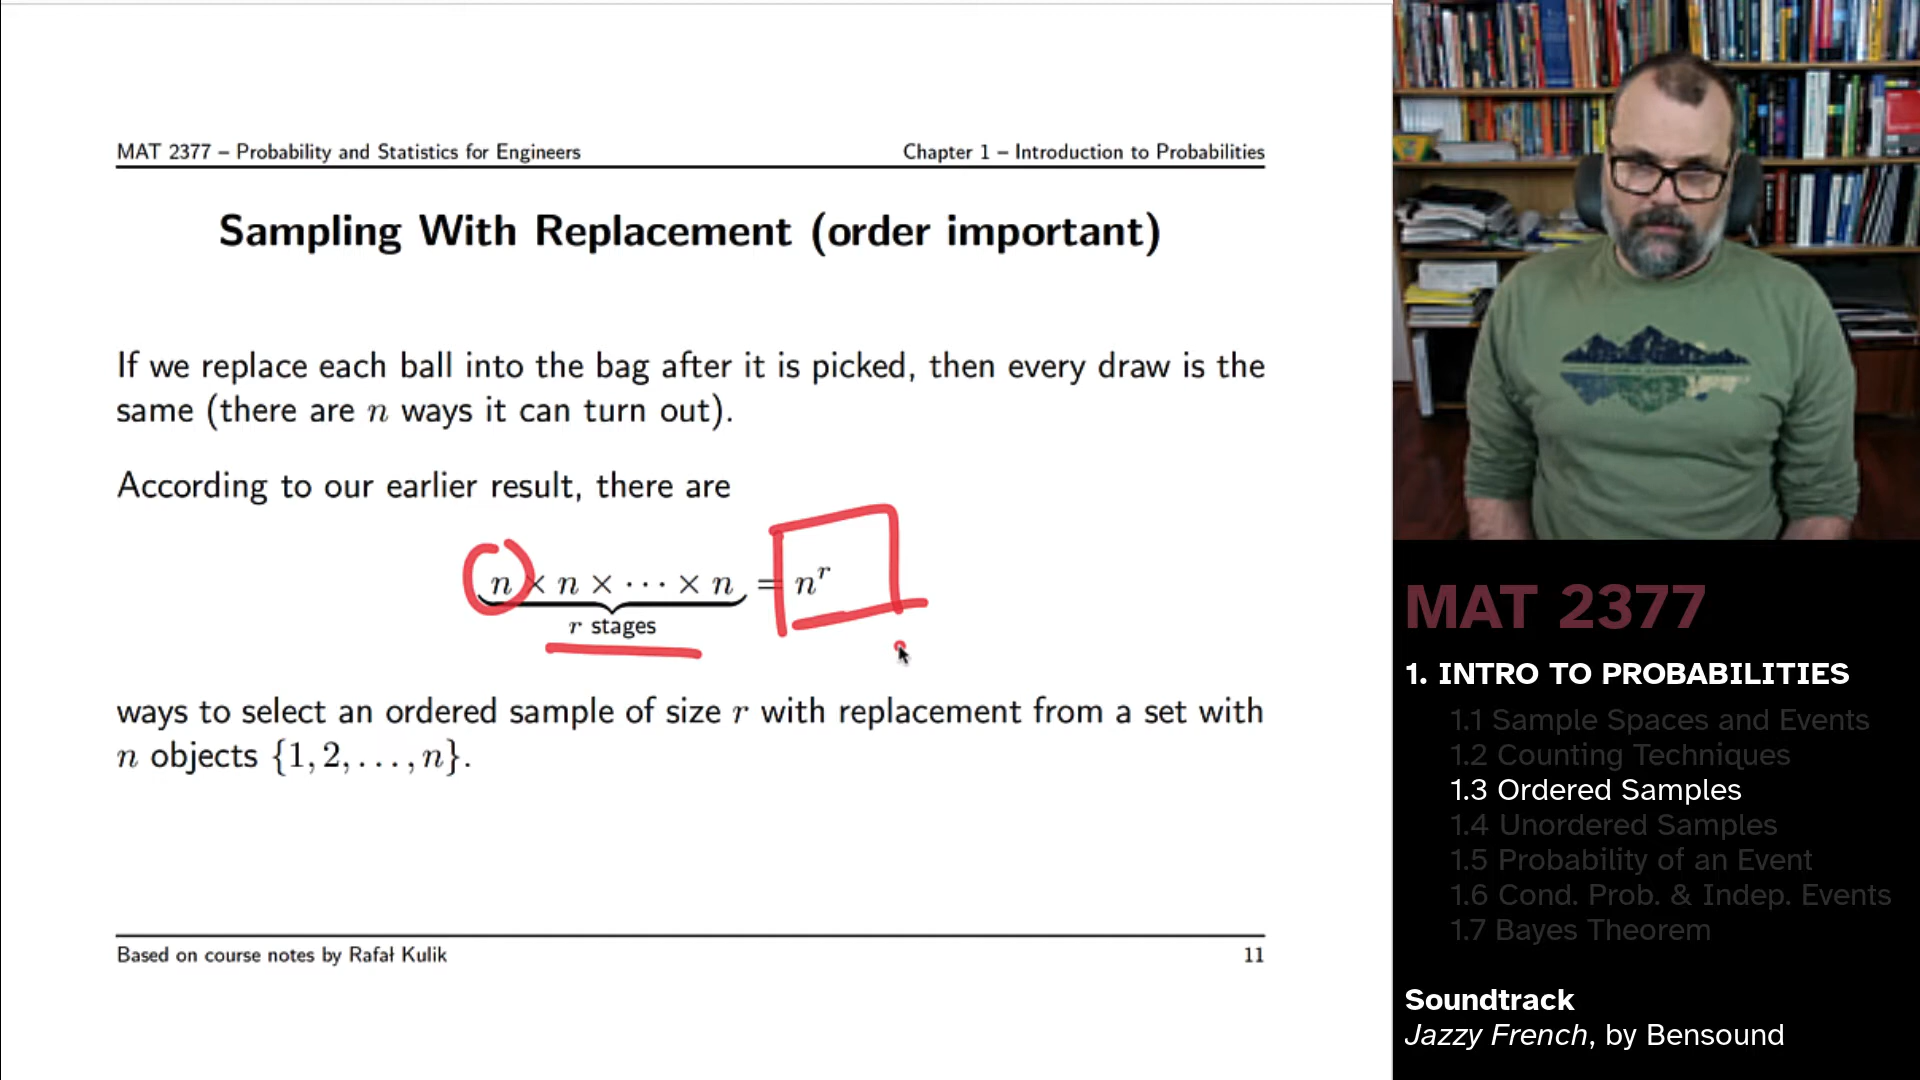 MAT 2377 – Probability and Statistics for Engineers
Chapter 1 – Introduction to Probabilities
Sampling With Replacement (order important)
If we replace each ball into the bag after it is picked, then every draw is the
same (there are n ways it can turn out).
According to our earlier result, there are
n × n × · · · × n = n^r
r stages
ways to select an ordered sample of size r with replacement from a set with
n objects {1, 2, . . . , n}.
Based on course notes by Rafał Kulik
11
MAT 2377
1. INTRO TO PROBABILITIES
1.1 Sample Spaces and Events
1.2 Counting Techniques
1.3 Ordered Samples
1.4 Unordered Samples
1.5 Probability of an Event
1.6 Cond. Prob. & Indep. Events
1.7 Bayes Theorem
Soundtrack
Jazzy French, by Bensound